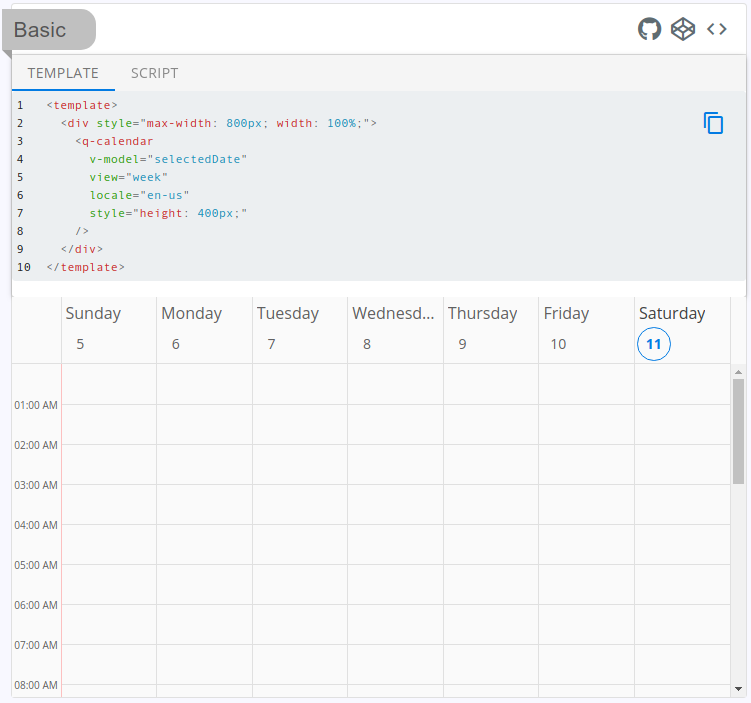 Basic
TEMPLATE SCRIPT
1 <template>
2 <div style="max-width: 800px; width: 100%;">
3 <q-calendar
4 v-model="selectedDate"
5 view="week"
6 locale="en-us"
7 style="height: 400px;"
8 />
9 </div>
10 </template>
Sunday Monday Tuesday Wednesd... Thursday Friday Saturday
5 6 7 8 9 10 11
01:00 AM
02:00 AM
03:00 AM
04:00 AM
05:00 AM
06:00 AM
07:00 AM
08:00 AM